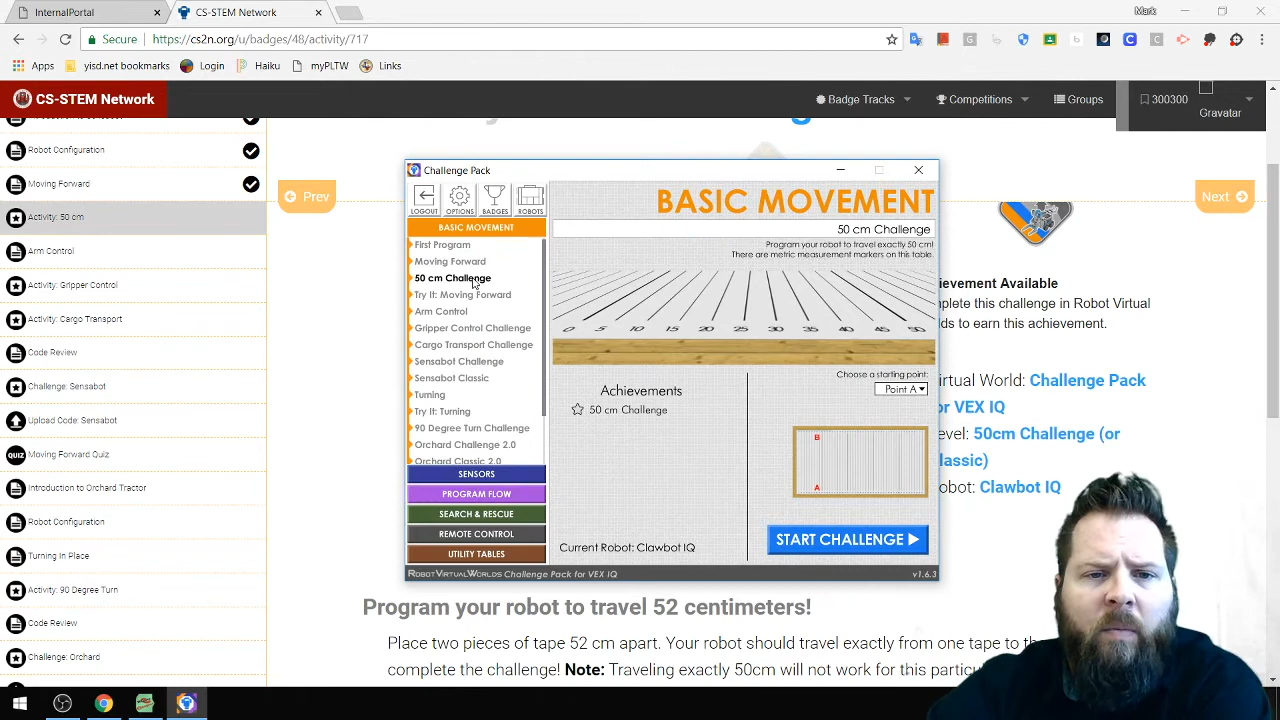 InternalPortal
CS-STEM Network
Mark
Secure https://cs2n.org/u/badges/48/activity/717
Apps yisd.net bookmarks Login Haiku myPLTW Links
CS-STEM Network
Badge Tracks Competitions Groups 300300 Gravatar
Robot Configuration
Moving Forward
Activity: 50 cm
Arm Control
Activity: Gripper Control
Activity: Cargo Transport
Code Review
Challenge: Sensabot
Upload Code: Sensabot
QUIZ Moving Forward Quiz
Introduction to Orchard Tractor
Robot Configuration
Turning In Place
Activity: 90 Degree Turn
Code Review
Challenge: Orchard
Prev
Next
Challenge Pack
LOGOUT OPTIONS BADGES ROBOTS
BASIC MOVEMENT
First Program
Moving Forward
50 cm Challenge
Try It: Moving Forward
Arm Control
Gripper Control Challenge
Cargo Transport Challenge
Sensabot Challenge
Sensabot Classic
Turning
Try It: Turning
90 Degree Turn Challenge
Orchard Challenge 2.0
Orchard Classic 2.0
SENSORS
PROGRAM FLOW
SEARCH & RESCUE
REMOTE CONTROL
UTILITY TABLES
BASIC MOVEMENT
50 cm Challenge
Program your robot to travel exactly 50 cm!
There are metric measurement markers on this table.
0 5 10 15 20 25 30 35 40 45 50
Achievements
50 cm Challenge
Choose a starting point:
Point A
B
A
Current Robot: Clawbot IQ
START CHALLENGE
ROBOTVIRTUALWORLDS Challenge Pack for VEX IQ v1.6.3
ievement Available
plete this challenge in Robot Virtual
lds to earn this achievement.
irtual World: Challenge Pack
or VEX IQ
evel: 50cm Challenge (or
lassic)
obot: Clawbot IQ
Program your robot to travel 52 centimeters!
Place two pieces of tape 52 cm apart. Your robot should travel exactly from one tape to th
complete the challenge! Note: Traveling exactly 50cm will not work for this particu